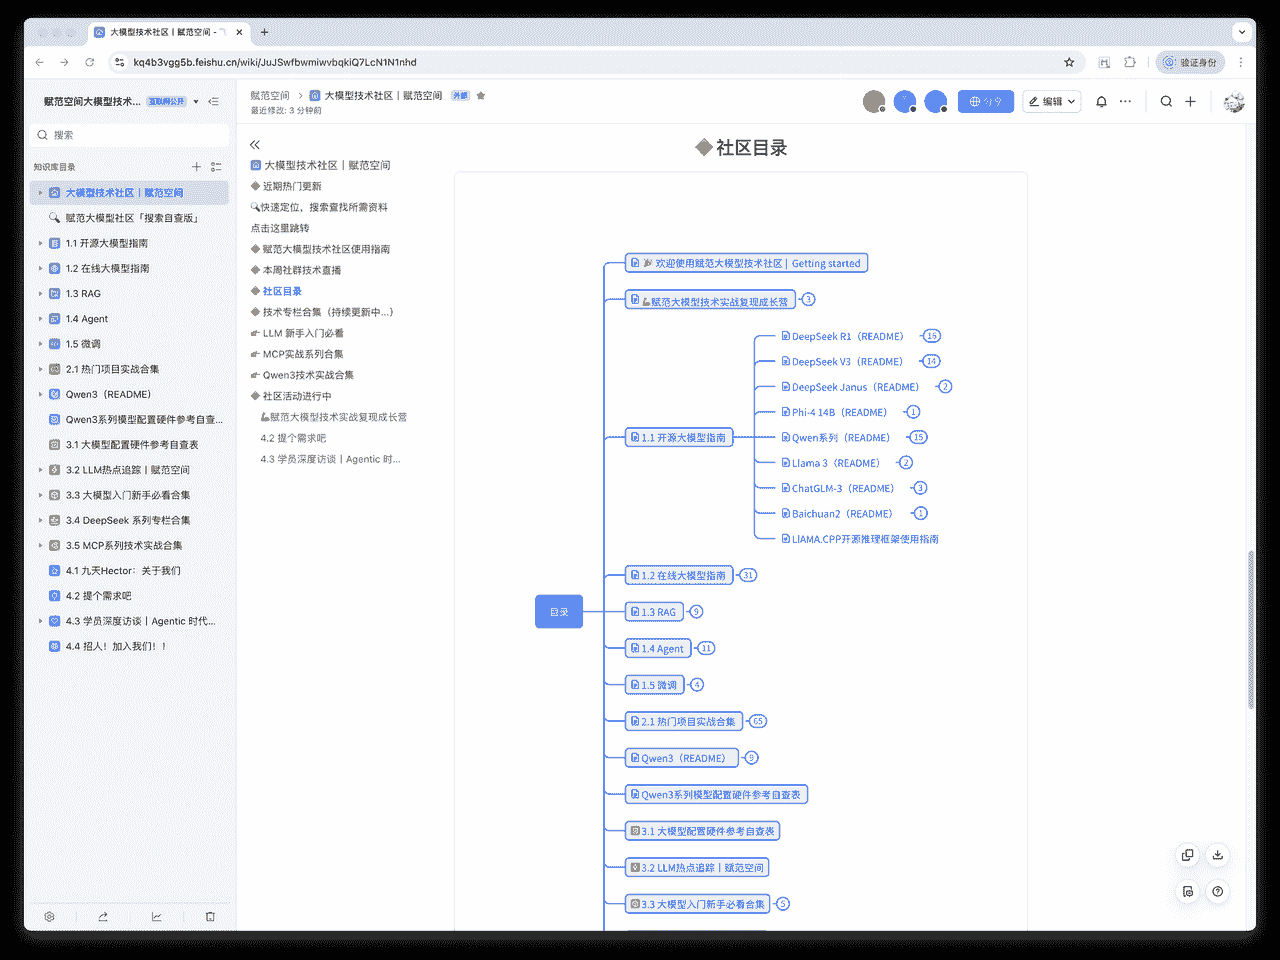 大模型技术社区丨赋范空间 -
kq4b3vgg5b.feishu.cn/wiki/JuJSwfbwmiwvbqkiQ7LcN1N1nhd
验证身份
赋范空间大模型技术...
互联网公开
搜索
知识库目录
大模型技术社区丨赋范空间
赋范大模型社区「搜索自查版」
1.1 开源大模型指南
1.2 在线大模型指南
1.3 RAG
1.4 Agent
1.5 微调
2.1 热门项目实战合集
Qwen3（README）
Qwen3系列模型配置硬件参考自查...
3.1 大模型配置硬件参考自查表
3.2 LLM热点追踪丨赋范空间
3.3 大模型入门新手必看合集
3.4 DeepSeek 系列专栏合集
3.5 MCP系列技术实战合集
4.1 九天Hector：关于我们
4.2 提个需求吧
4.3 学员深度访谈丨Agentic 时代...
4.4 招人！加入我们！！
赋范空间
大模型技术社区丨赋范空间
外部
最近修改: 3 分钟前
编辑
大模型技术社区丨赋范空间
近期热门更新
快速定位，搜索查找所需资料
点击这里跳转
赋范大模型技术社区使用指南
本周社群技术直播
社区目录
技术专栏合集（持续更新中...）
LLM 新手入门必看
MCP实战系列合集
Qwen3技术实战合集
社区活动进行中
赋范大模型技术实战复现成长营
4.2 提个需求吧
4.3 学员深度访谈丨Agentic 时...
社区目录
目录
欢迎使用赋范大模型技术社区 | Getting started
赋范大模型技术实战复现成长营 3
1.1 开源大模型指南
DeepSeek R1（README） 16
DeepSeek V3（README） 14
DeepSeek Janus（README） 2
Phi-4 14B（README） 1
Qwen系列（README） 15
Llama 3（README） 2
ChatGLM-3（README） 3
Baichuan2（README） 1
LlAMA.CPP开源推理框架使用指南
1.2 在线大模型指南 31
1.3 RAG 9
1.4 Agent 11
1.5 微调 4
2.1 热门项目实战合集 65
Qwen3（README） 9
Qwen3系列模型配置硬件参考自查表
3.1 大模型配置硬件参考自查表
3.2 LLM热点追踪丨赋范空间
3.3 大模型入门新手必看合集 5